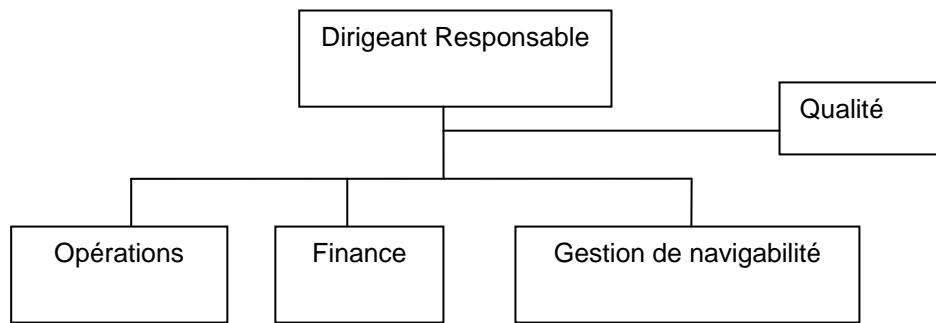 Dirigeant Responsable
Qualité
Opérations
Finance
Gestion de navigabilité